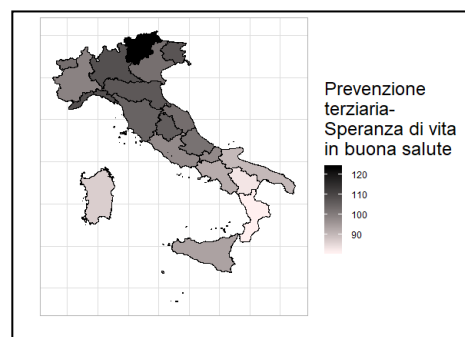 Prevenzione
terziaria-
Speranza di vita
in buona salute
120
110
100
90